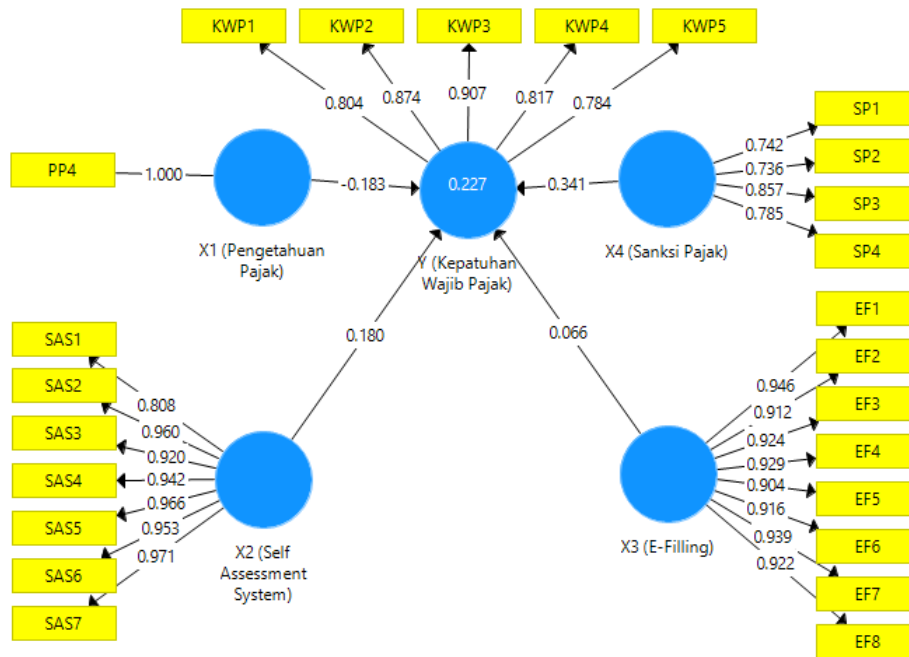 KWP1
KWP2
KWP3
KWP4
KWP5
0.804
0.874
0.907
0.817
0.784
PP4
1.000
-0.183
0.227
0.341
X1 (Pengetahuan
Pajak)
Y (Kepatuhan
Wajib Pajak)
X4 (Sanksi Pajak)
SP1
SP2
SP3
SP4
0.742
0.736
0.857
0.785
0.180
0.066
SAS1
SAS2
SAS3
SAS4
SAS5
SAS6
SAS7
0.808
0.960
0.920
0.942
0.966
0.953
0.971
X2 (Self
Assessment
System)
X3 (E-Filling)
0.946
0.912
0.924
0.929
0.904
0.916
0.939
0.922
EF1
EF2
EF3
EF4
EF5
EF6
EF7
EF8